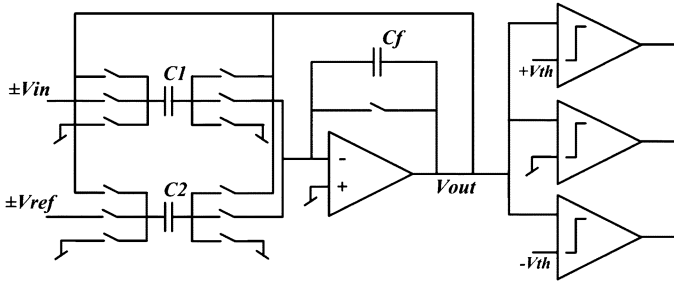 Cf
C1
±Vin
+Vth
-
+
Vout
C2
±Vref
-Vth